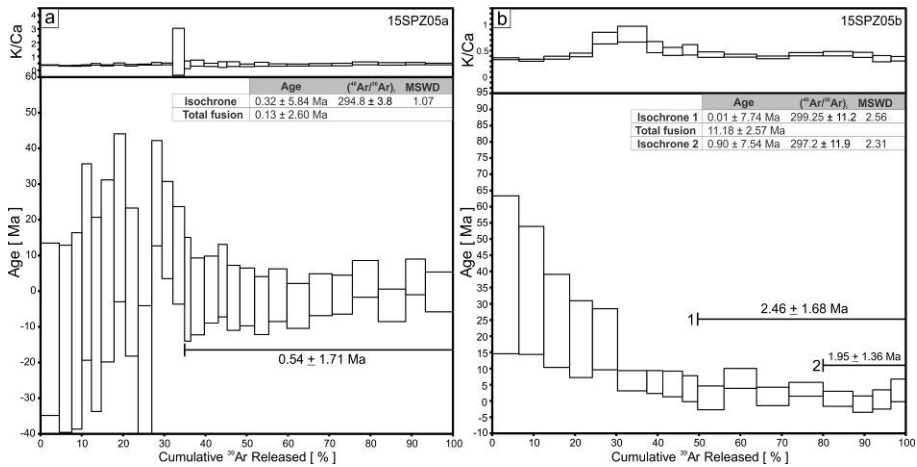 a
15SPZ05a
K/Ca
3
2
1
0
Age (⁴⁰Ar/³⁶Ar)ᵢ MSWD
Isochrone 0.32 ± 5.84 Ma 294.8 ± 3.8 1.07
Total fusion 0.13 ± 2.60 Ma
Age [ Ma ]
50
40
30
20
10
0
-10
-20
-30
-40
0.54 ± 1.71 Ma
0 10 20 30 40 50 60 70 80 90 100
Cumulative ³⁹Ar Released [ % ]
b
15SPZ05b
K/Ca
1
0.5
0
Age (⁴⁰Ar/³⁶Ar)ᵢ MSWD
Isochrone 1 0.01 ± 7.74 Ma 299.25 ± 11.2 2.56
Total fusion 11.18 ± 2.57 Ma
Isochrone 2 0.90 ± 7.54 Ma 297.2 ± 11.9 2.31
Age [ Ma ]
95
90
85
80
75
70
65
60
55
50
45
40
35
30
25
20
15
10
5
0
-5
-10
2.46 ± 1.68 Ma
1
1.95 ± 1.36 Ma
2
0 10 20 30 40 50 60 70 80 90 100
Cumulative ³⁹Ar Released [ % ]